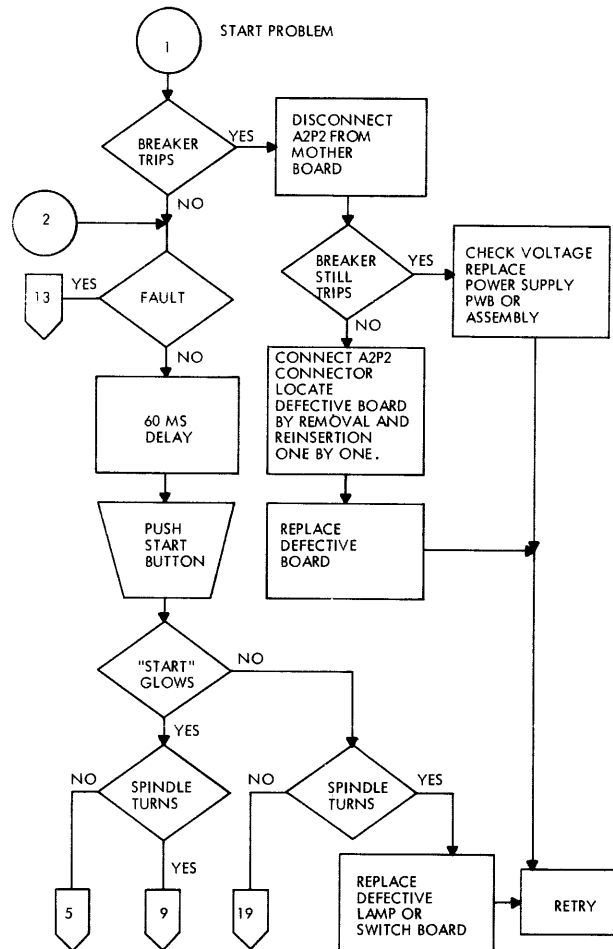 START PROBLEM
1
BREAKER
TRIPS
YES
NO
DISCONNECT
A2P2 FROM
MOTHER
BOARD
2
FAULT
YES
13
NO
BREAKER
STILL
TRIPS
YES
NO
CHECK VOLTAGE
REPLACE
POWER SUPPLY
PWB OR
ASSEMBLY
60 MS
DELAY
CONNECT A2P2
CONNECTOR
LOCATE
DEFECTIVE BOARD
BY REMOVAL AND
REINSERTION
ONE BY ONE.
PUSH
START
BUTTON
REPLACE
DEFECTIVE
BOARD
"START"
GLOWS
NO
YES
SPINDLE
TURNS
NO
YES
5
9
SPINDLE
TURNS
NO
YES
19
REPLACE
DEFECTIVE
LAMP OR
SWITCH BOARD
RETRY